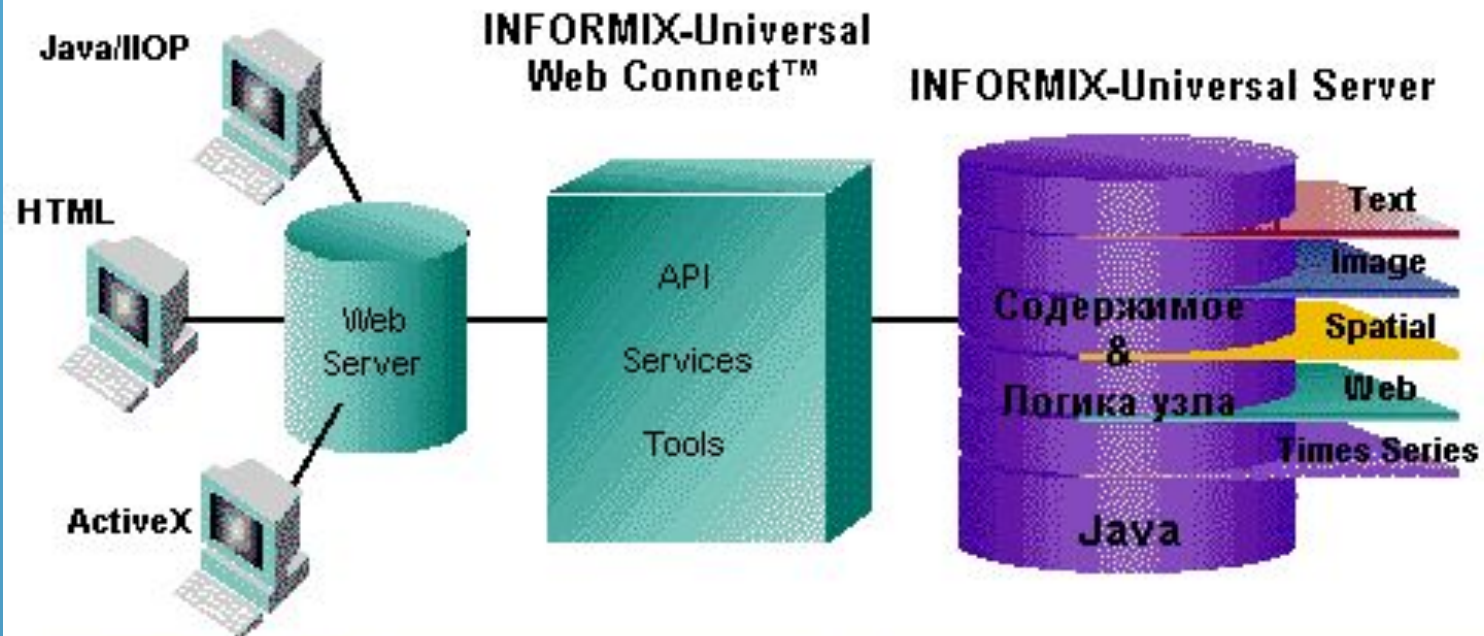 Java/IIOP
HTML
ActiveX
Web
Server
INFORMIX-Universal
Web Connect™
API
Services
Tools
INFORMIX-Universal Server
Содержимое
&
Логика узла
Java
Text
Image
Spatial
Web
Times Series